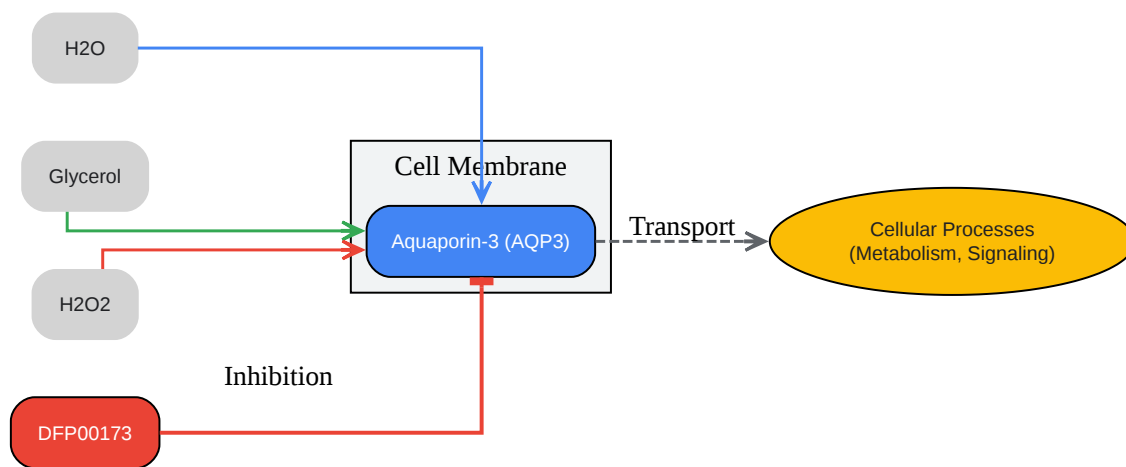 H2O
Glycerol
H2O2
DFP00173
Inhibition
Cell Membrane
Aquaporin-3 (AQP3)
Transport
Cellular Processes
(Metabolism, Signaling)